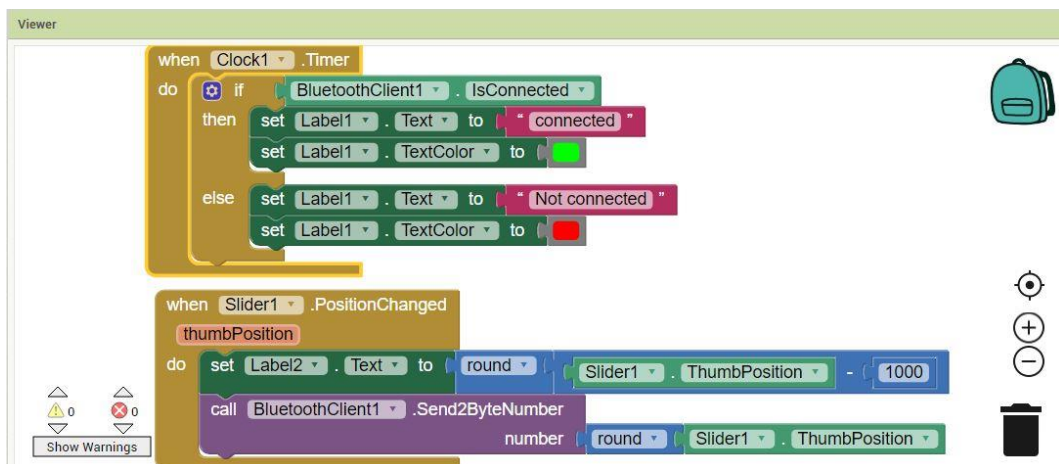 Viewer
when Clock1 .Timer
do if BluetoothClient1 . IsConnected
then set Label1 . Text to " connected "
set Label1 . TextColor to
else set Label1 . Text to " Not connected "
set Label1 . TextColor to
when Slider1 .PositionChanged
thumbPosition
do set Label2 . Text to round Slider1 . ThumbPosition - 1000
call BluetoothClient1 .Send2ByteNumber
number round Slider1 . ThumbPosition
0 0
Show Warnings